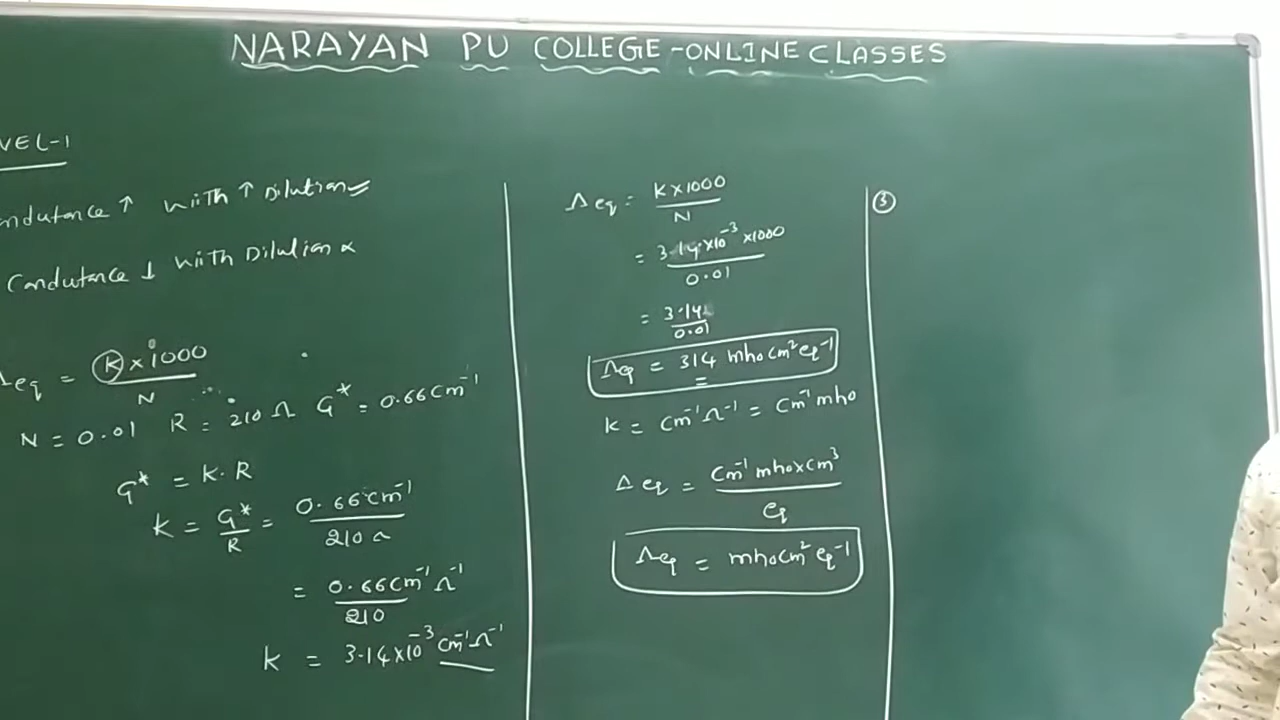 NARAYAN PU COLLEGE-ONLINE CLASSES
VEL-1
ndutance ↑ with ↑ Dilution
Condutance ↓ with Dilution ×
Λeq = K×1000 / N
N = 0.01 R = 210 Ω G* = 0.66 Cm⁻¹
G* = K·R
K = G*/R = 0.66 Cm⁻¹ / 210 Ω
= 0.66 Cm⁻¹ Ω⁻¹ / 210
K = 3.14×10⁻³ Cm⁻¹ Ω⁻¹
Λeq = K×1000 / N
= 3.14×10⁻³ ×1000 / 0.01
= 3.14 / 0.01
Λeq = 314 mho Cm² eq⁻¹
K = Cm⁻¹ Ω⁻¹ = Cm⁻¹ mho
Λeq = Cm⁻¹ mho×Cm³ / eq
Λeq = mho Cm² eq⁻¹
③